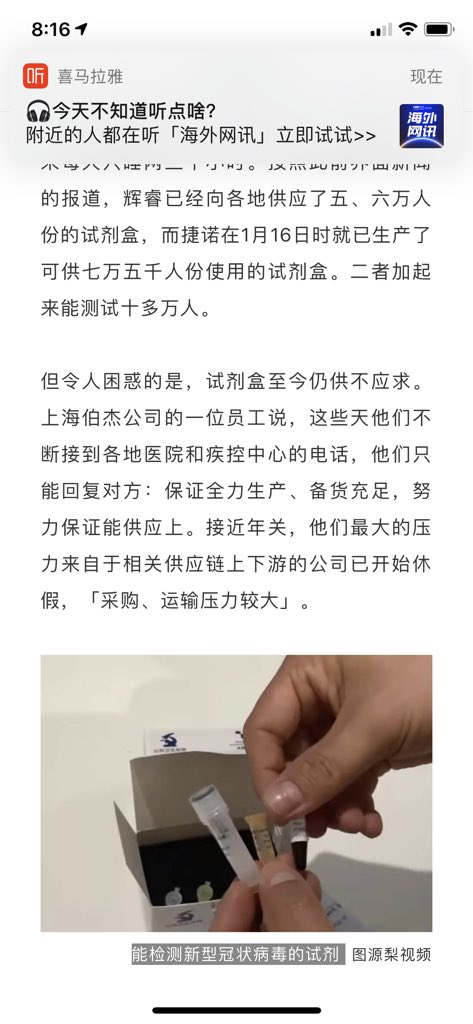 8:16
喜马拉雅
现在
听
🎧今天不知道听点啥?
附近的人都在听「海外网讯」立即试试>>
海外
网讯
的报道，辉睿已经向各地供应了五、六万人
份的试剂盒，而捷诺在1月16日时就已生产了
可供七万五千人份使用的试剂盒。二者加起
来能测试十多万人。
但令人困惑的是，试剂盒至今仍供不应求。
上海伯杰公司的一位员工说，这些天他们不
断接到各地医院和疾控中心的电话，他们只
能回复对方：保证全力生产、备货充足，努
力保证能供应上。接近年关，他们最大的压
力来自于相关供应链上下游的公司已开始休
假，「采购、运输压力较大」。
能检测新型冠状病毒的试剂 图源梨视频